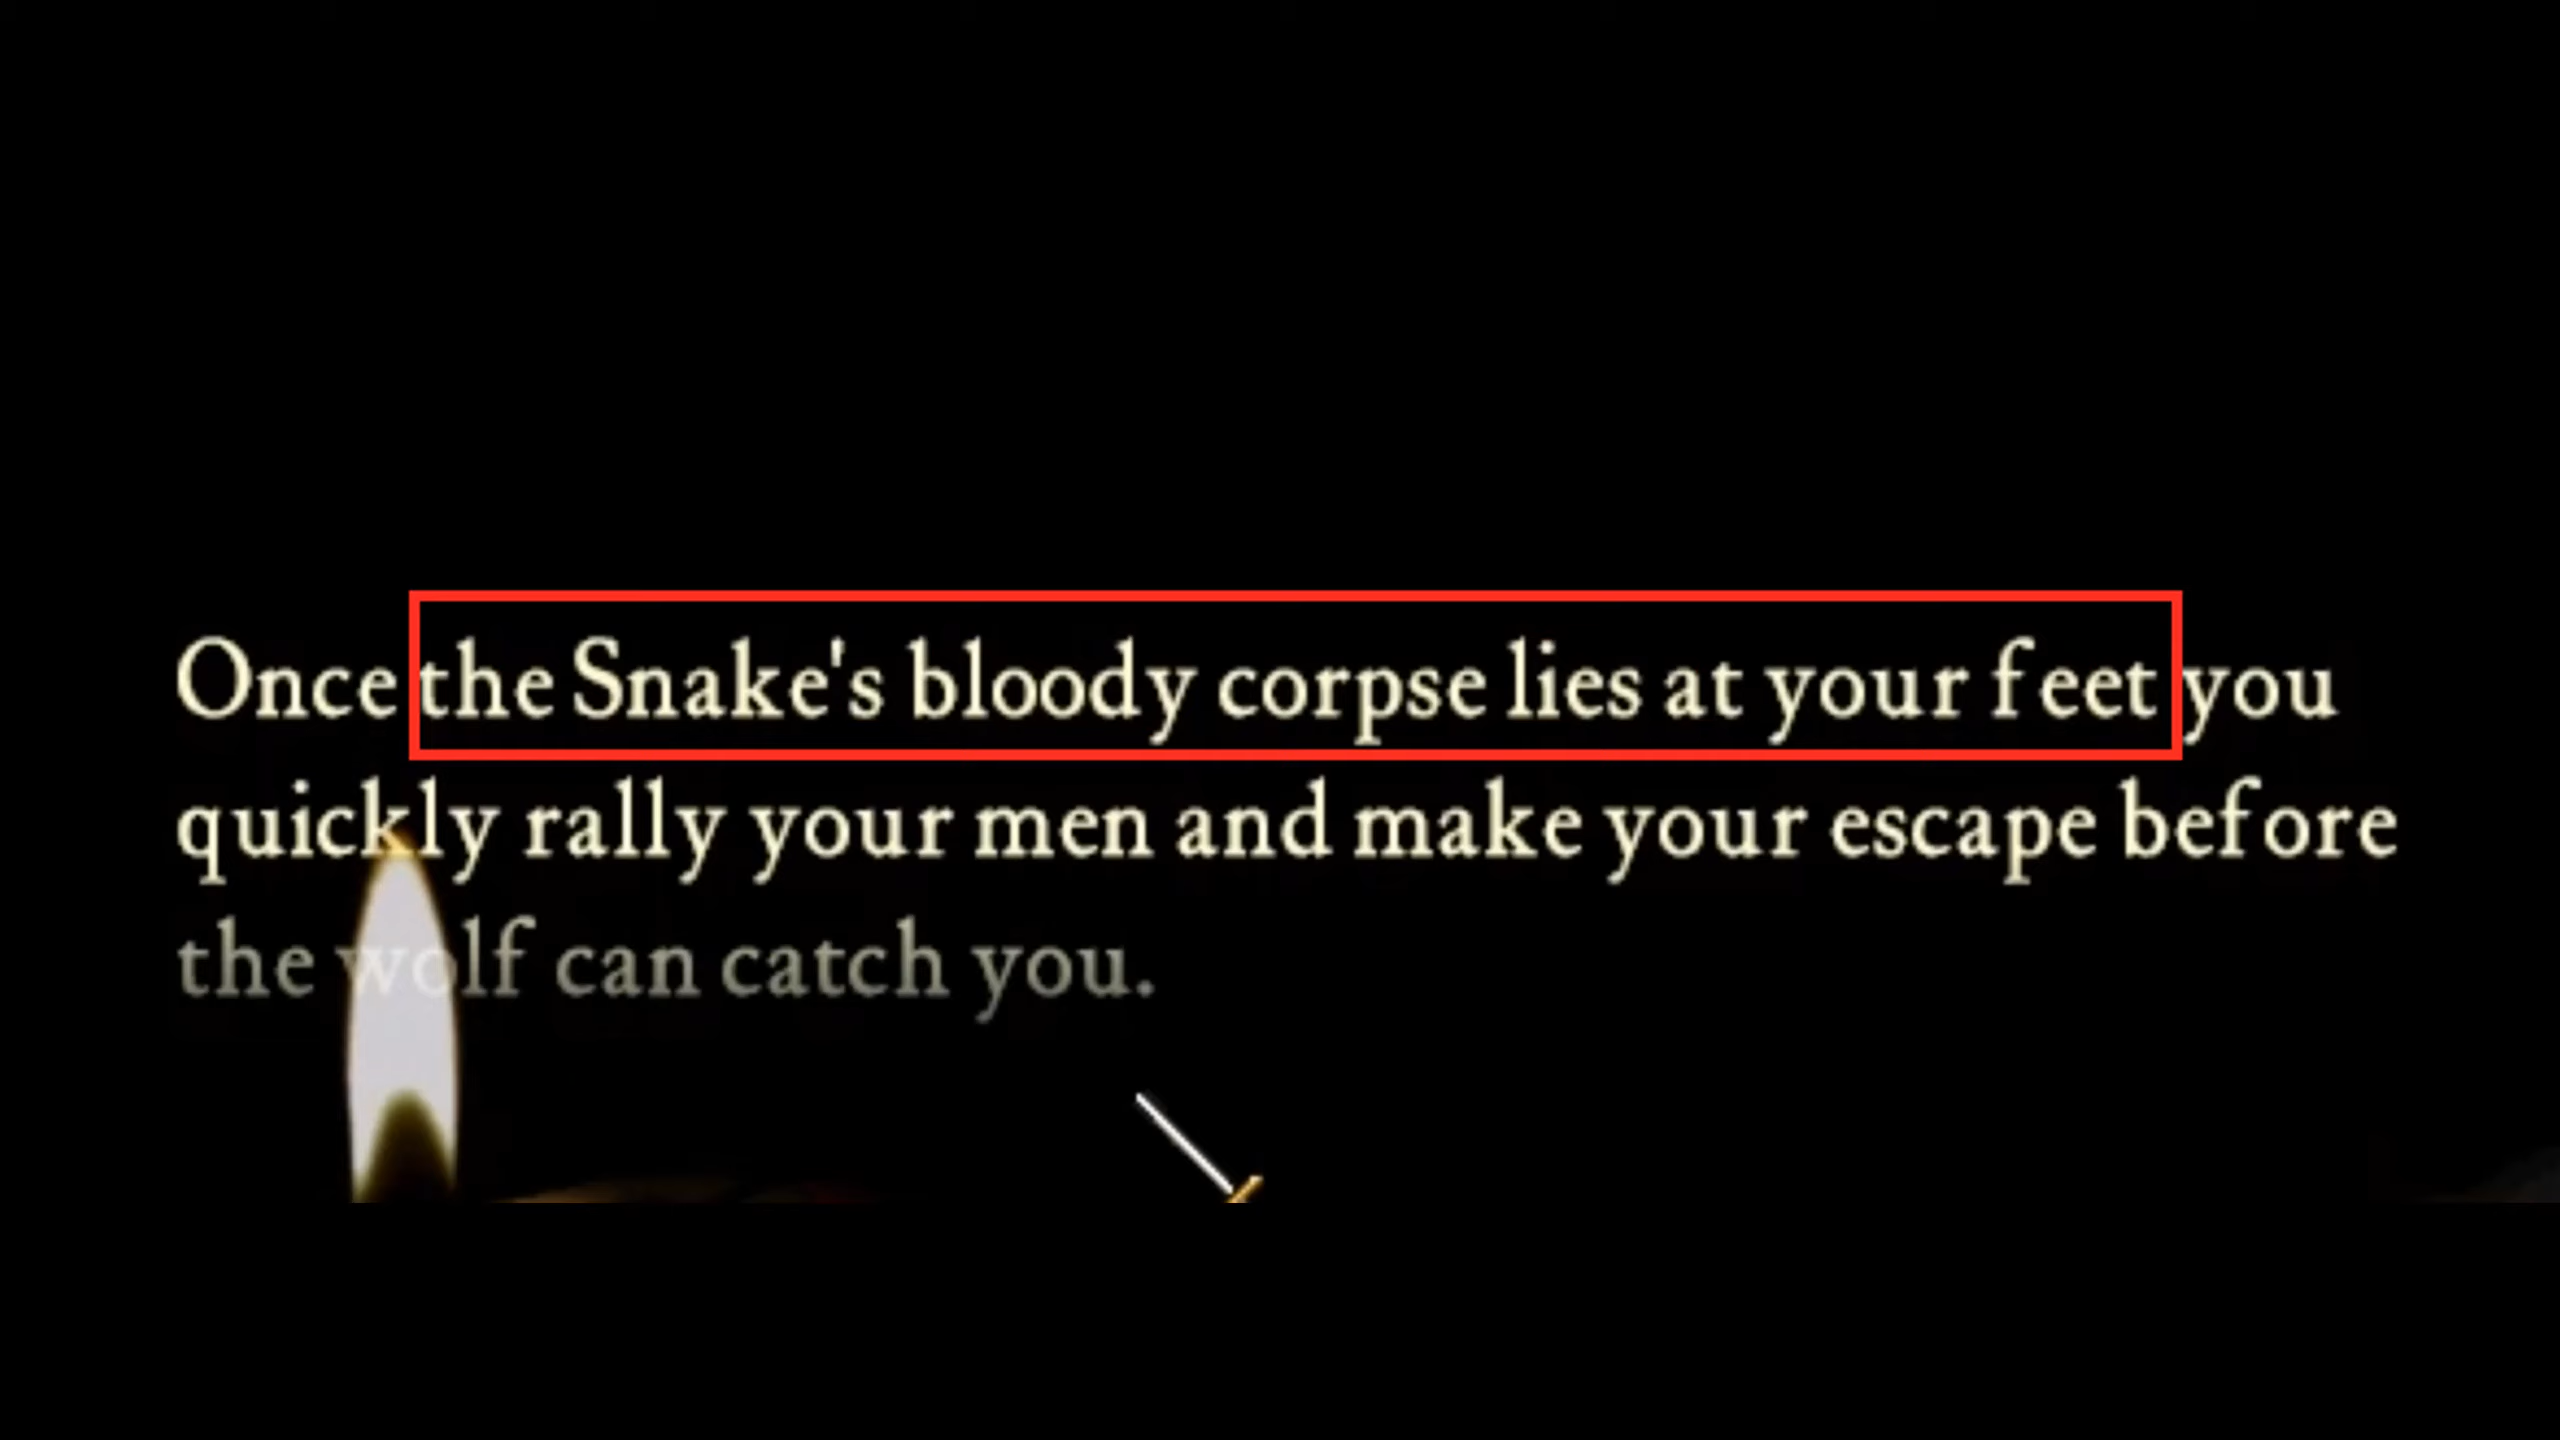 Once the Snake's bloody corpse lies at your feet you
quickly rally your men and make your escape before
the wolf can catch you.